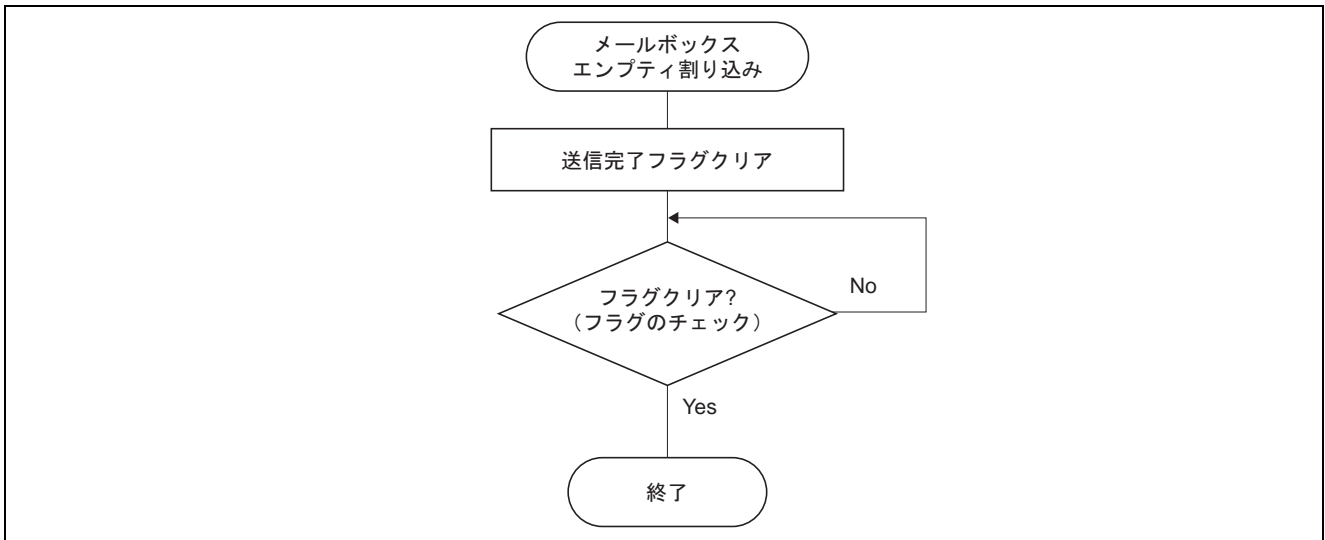 メールボックス
エンプティ割り込み
送信完了フラグクリア
フラグクリア?
（フラグのチェック）
No
Yes
終了